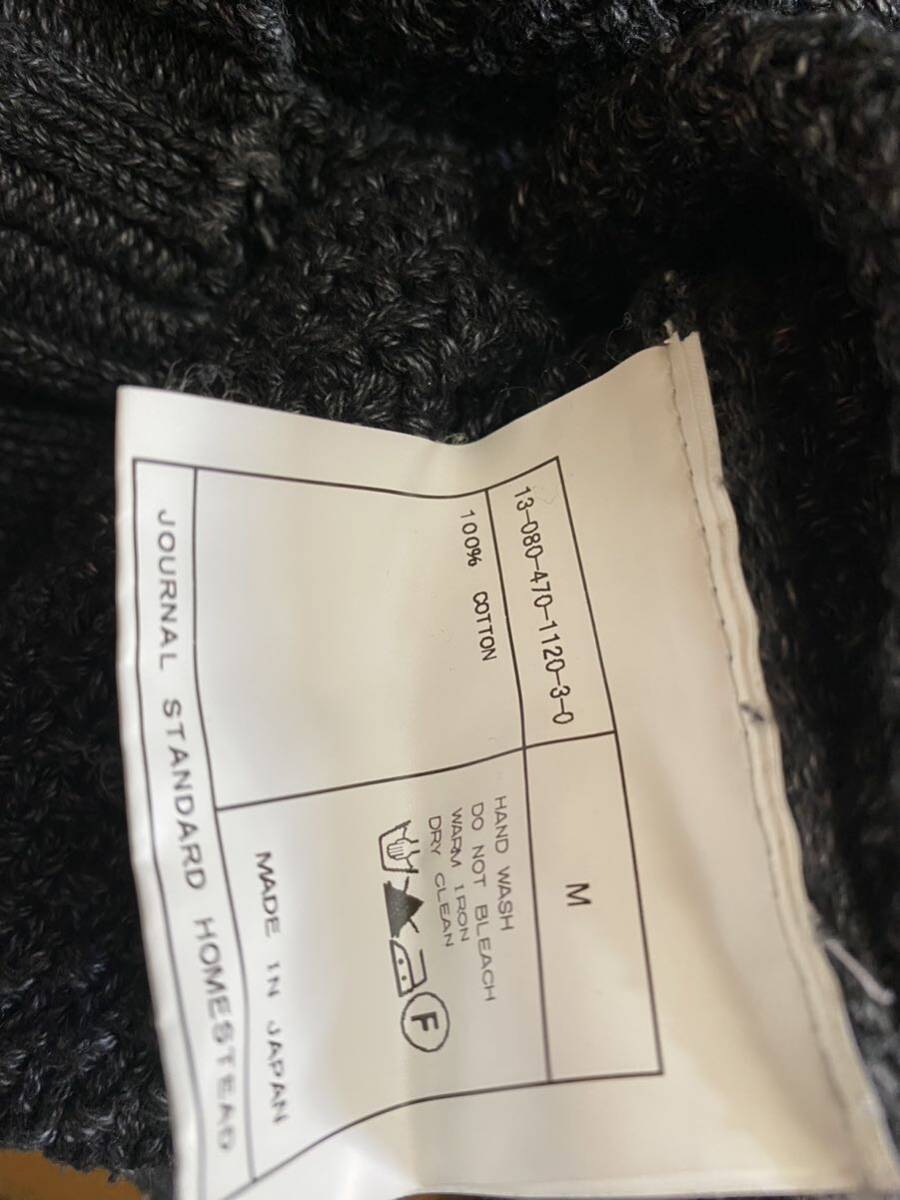 13-080-470-1120-3-0
M
100% COTTON
HAND WASH
DO NOT BLEACH
WARM IRON
DRY CLEAN
F
MADE IN JAPAN
JOURNAL STANDARD HOMESTEAD